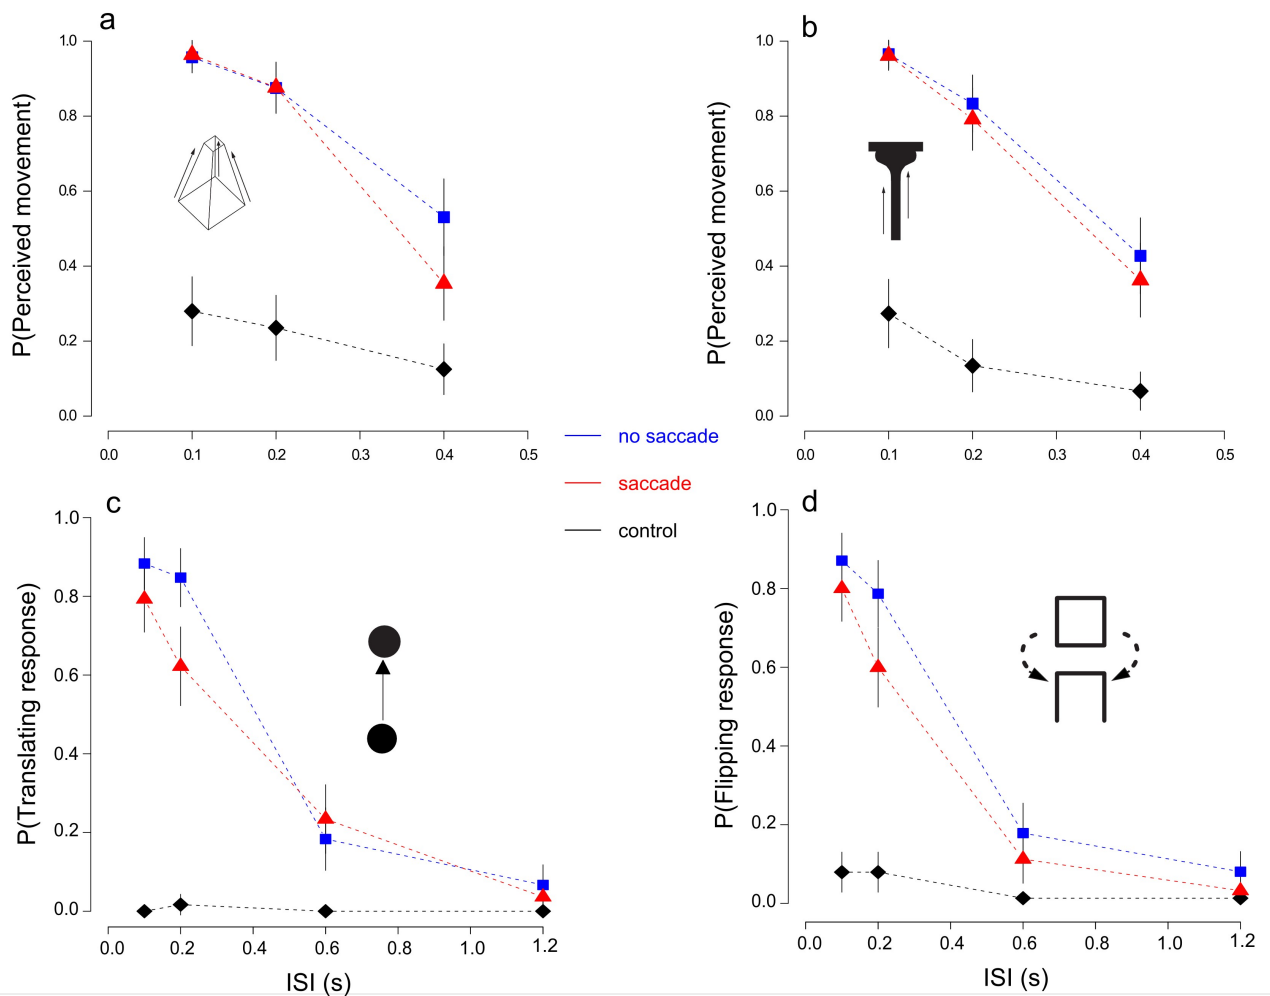 a
1.0
0.8
0.6
0.4
0.2
0.0
P(Perceived movement)
0.0 0.1 0.2 0.3 0.4 0.5
b
1.0
0.8
0.6
0.4
0.2
0.0
P(Perceived movement)
0.0 0.1 0.2 0.3 0.4 0.5
no saccade
saccade
control
c
1.0
0.8
0.6
0.4
0.2
0.0
P(Translating response)
0.0 0.2 0.4 0.6 0.8 1.0 1.2
ISI (s)
d
1.0
0.8
0.6
0.4
0.2
0.0
P(Flipping response)
0.0 0.2 0.4 0.6 0.8 1.0 1.2
ISI (s)